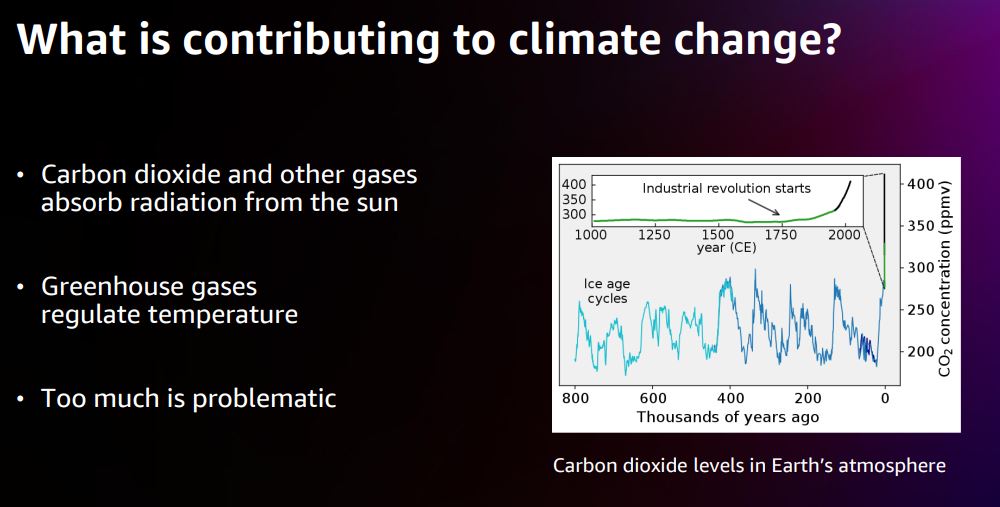 What is contributing to climate change?
• Carbon dioxide and other gases
absorb radiation from the sun
• Greenhouse gases
regulate temperature
• Too much is problematic
400
350
300
Industrial revolution starts
1000 1250 1500 1750 2000
year (CE)
Ice age
cycles
400
350
300
250
200
CO₂ concentration (ppmv)
800 600 400 200 0
Thousands of years ago
Carbon dioxide levels in Earth's atmosphere